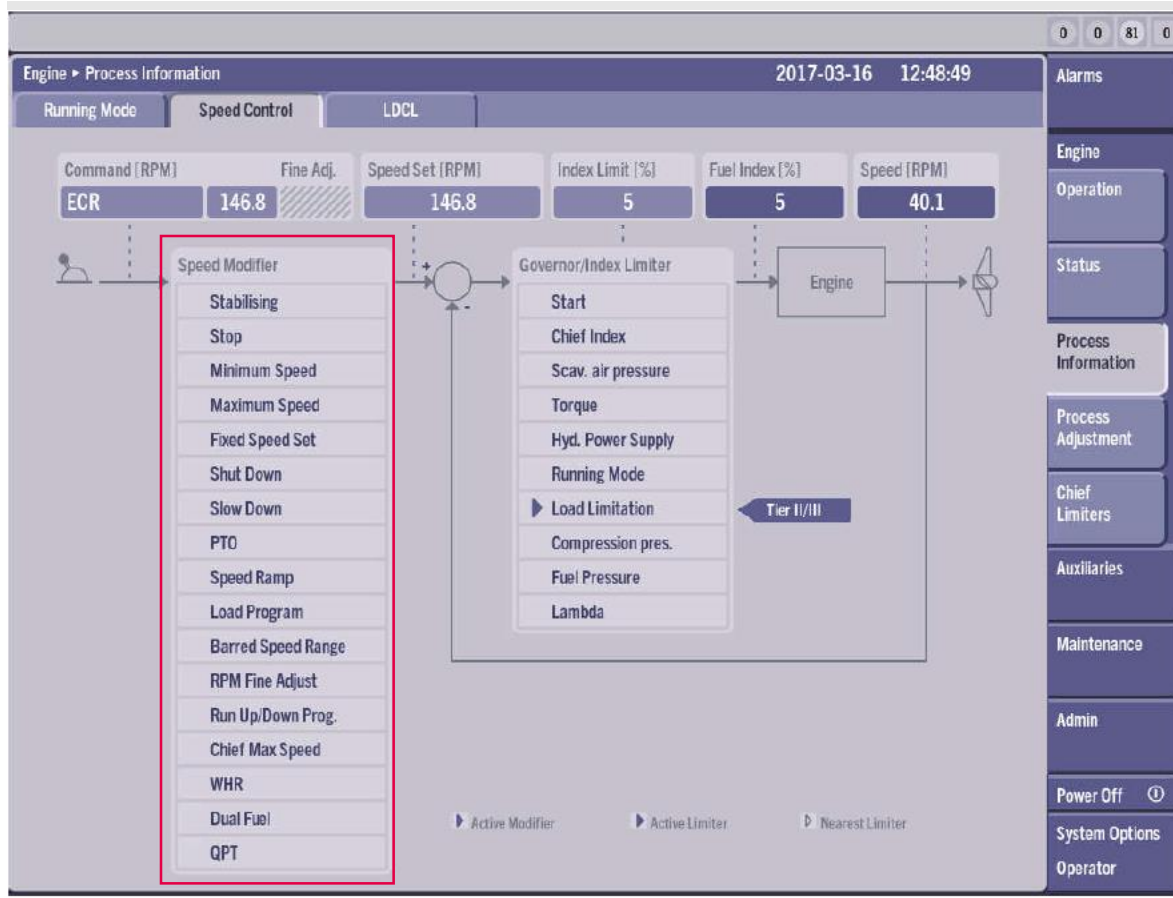 0 0 81 0
Engine ▸ Process Information 2017-03-16 12:48:49
Running Mode Speed Control LDCL
Command [RPM] Fine Adj. Speed Set [RPM] Index Limit [%] Fuel Index [%] Speed [RPM]
ECR 146.8 146.8 5 5 40.1
Speed Modifier
Stabilising
Stop
Minimum Speed
Maximum Speed
Fixed Speed Set
Shut Down
Slow Down
PTO
Speed Ramp
Load Program
Barred Speed Range
RPM Fine Adjust
Run Up/Down Prog.
Chief Max Speed
WHR
Dual Fuel
QPT
+
-
Governor/Index Limiter
Start
Chief Index
Scav. air pressure
Torque
Hyd. Power Supply
Running Mode
Load Limitation
Compression pres.
Fuel Pressure
Lambda
Tier II/III
Engine
Active Modifier Active Limiter Nearest Limiter
Alarms
Engine
Operation
Status
Process
Information
Process
Adjustment
Chief
Limiters
Auxiliaries
Maintenance
Admin
Power Off
System Options
Operator